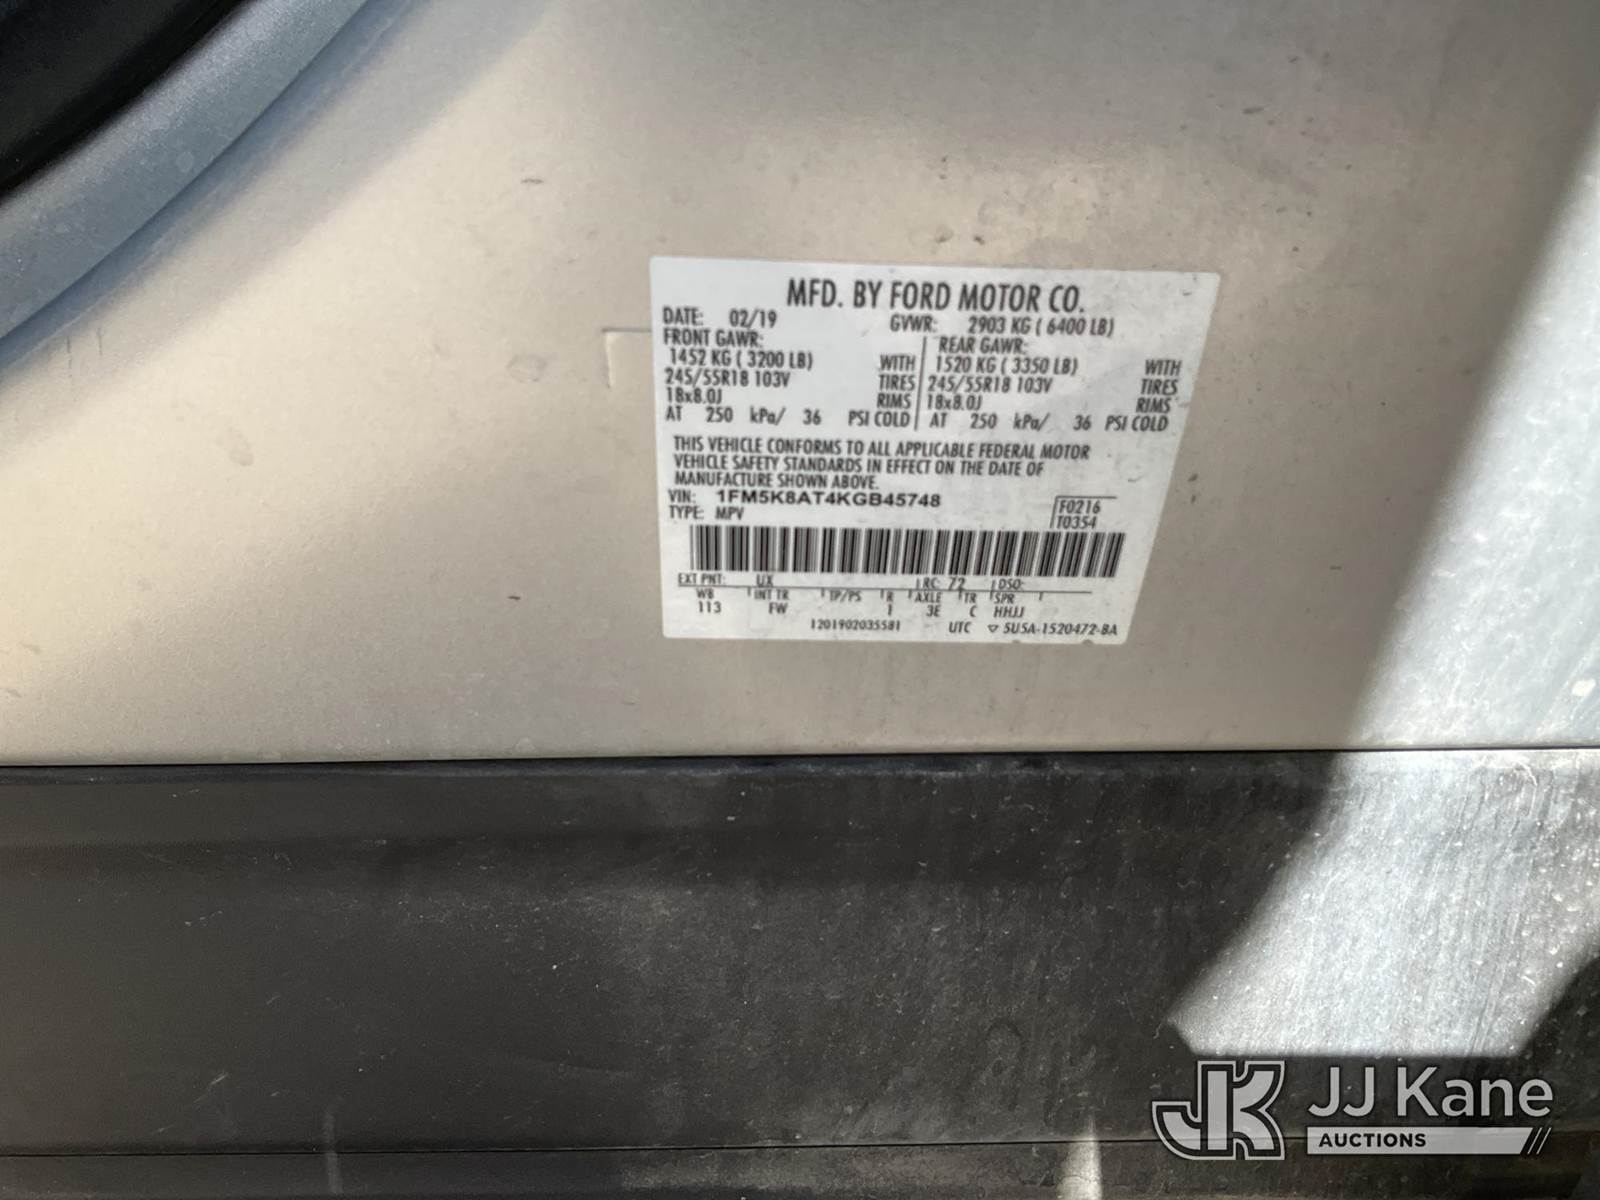 MFD. BY FORD MOTOR CO.
DATE: 02/19 GVWR: 2903 KG ( 6400 LB)
FRONT GAWR: REAR GAWR:
1452 KG ( 3200 LB) WITH 1520 KG ( 3350 LB) WITH
245/55R18 103V TIRES 245/55R18 103V TIRES
18x8.0J RIMS 18x8.0J RIMS
AT 250 kPa/ 36 PSI COLD AT 250 kPa/ 36 PSI COLD
THIS VEHICLE CONFORMS TO ALL APPLICABLE FEDERAL MOTOR
VEHICLE SAFETY STANDARDS IN EFFECT ON THE DATE OF
MANUFACTURE SHOWN ABOVE.
VIN: 1FM5K8AT4KGB45748 F0216
TYPE: MPV T0354
EXT PNT: UX RC: 72 DSO:
WB INT TR TP/PS R AXLE TR SPR
113 FW 1 3E C HHJJ
1201902035581 UTC ▽ 5U5A-1520472-BA
JK JJ Kane
AUCTIONS